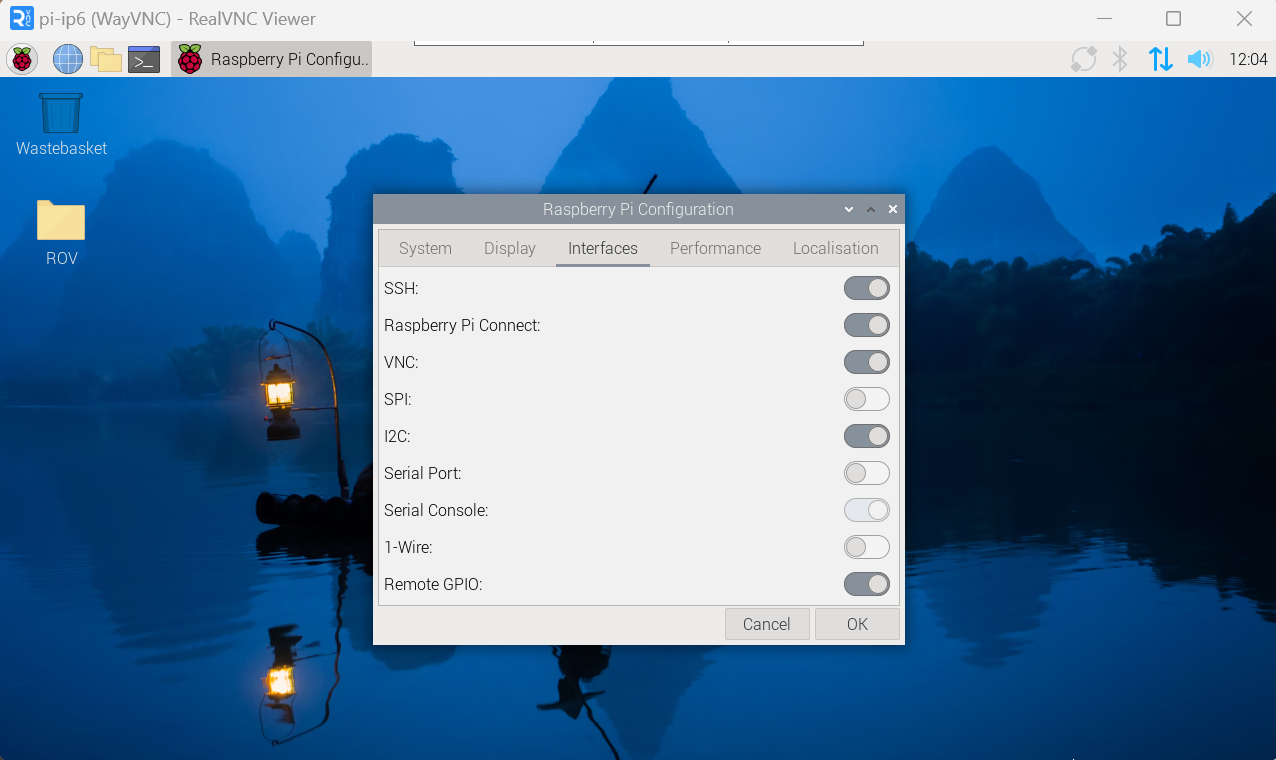 pi-ip6 (WayVNC) - RealVNC Viewer
Raspberry Pi Configu..
12:04
Wastebasket
ROV
Raspberry Pi Configuration
System Display Interfaces Performance Localisation
SSH:
Raspberry Pi Connect:
VNC:
SPI:
I2C:
Serial Port:
Serial Console:
1-Wire:
Remote GPIO:
Cancel OK